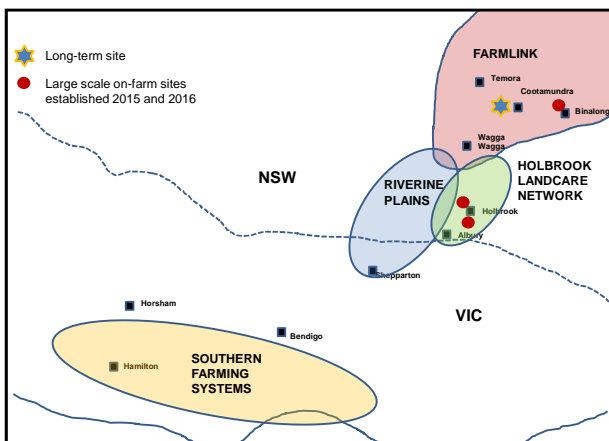 Long-term site
Large scale on-farm sites
established 2015 and 2016
FARMLINK
Temora
Cootamundra
Binalong
Wagga
Wagga
NSW
RIVERINE
PLAINS
HOLBROOK
LANDCARE
NETWORK
Holbrook
Albury
Shepparton
Horsham
VIC
Bendigo
Hamilton
SOUTHERN
FARMING
SYSTEMS